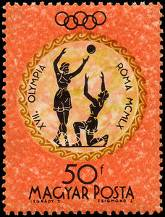 XVII. OLYMPIA ROMA MCMLX
50f
MAGYAR POSTA